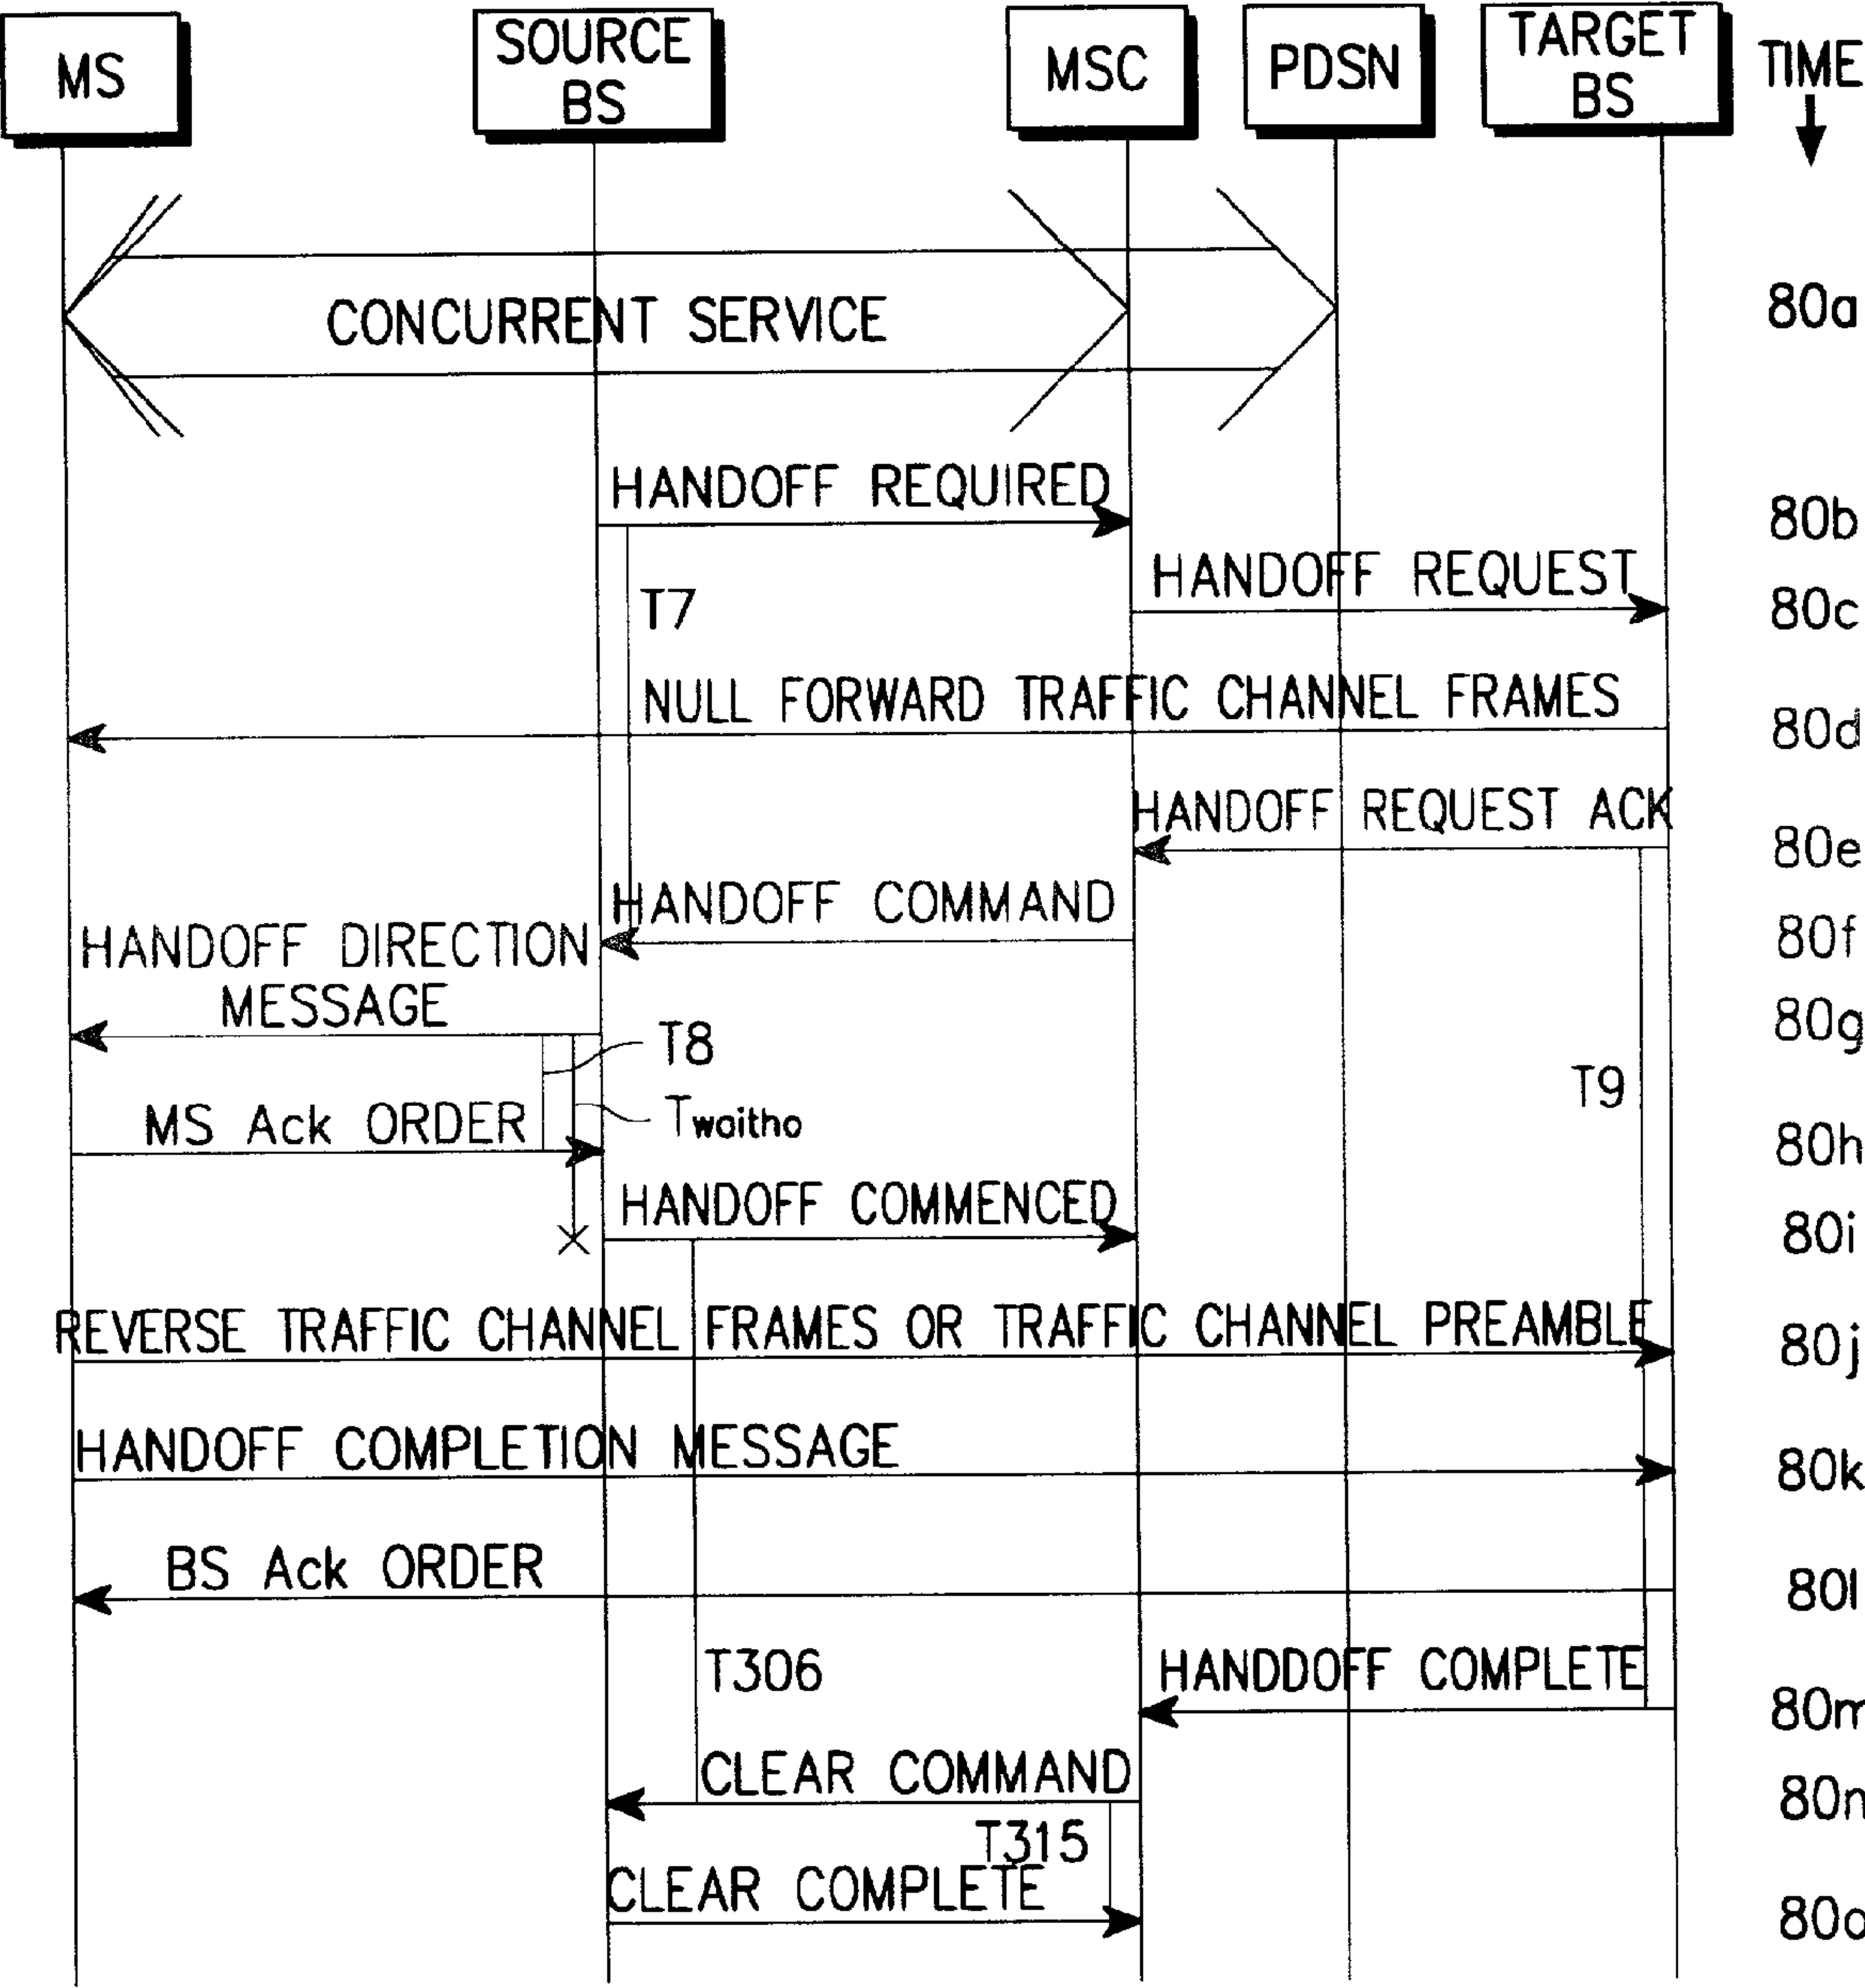 MS
SOURCE
BS
MSC
PDSN
TARGET
BS
TIME
CONCURRENT SERVICE
80a
HANDOFF REQUIRED
80b
HANDOFF REQUEST
80c
T7
NULL FORWARD TRAFFIC CHANNEL FRAMES
80d
HANDOFF REQUEST ACK
80e
HANDOFF COMMAND
80f
HANDOFF DIRECTION
MESSAGE
80g
T8
T9
MS Ack ORDER
Twaitho
80h
HANDOFF COMMENCED
80i
REVERSE TRAFFIC CHANNEL FRAMES OR TRAFFIC CHANNEL PREAMBLE
80j
HANDOFF COMPLETION MESSAGE
80k
BS Ack ORDER
80l
T306
HANDDOFF COMPLETE
80m
CLEAR COMMAND
80n
T315
CLEAR COMPLETE
80o